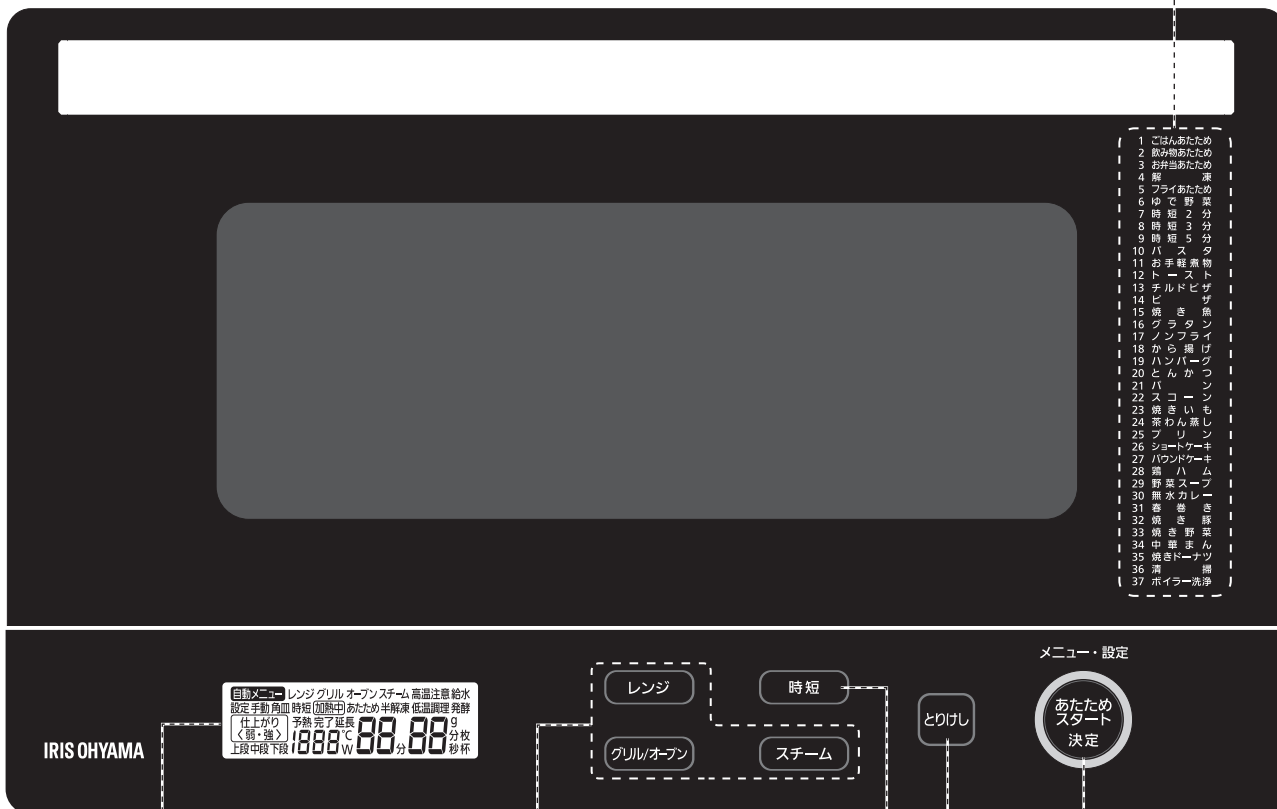 1 ごはんあたため
2 飲み物あたため
3 お弁当あたため
4 解凍
5 フライあたため
6 ゆで野菜
7 時短2分
8 時短3分
9 時短5分
10 パスタ
11 お手軽煮物
12 トースト
13 チルドピザ
14 ピザ
15 焼き魚
16 グラタン
17 ノンフライ
18 から揚げ
19 ハンバーグ
20 とんかつ
21 パン
22 スコーン
23 焼きいも
24 茶わん蒸し
25 プリン
26 ショートケーキ
27 パウンドケーキ
28 鶏ハム
29 野菜スープ
30 無水カレー
31 春巻き
32 焼き豚
33 焼き野菜
34 中華まん
35 焼きドーナツ
36 清掃
37 ボイラー洗浄
IRIS OHYAMA
自動メニュー レンジ グリル オーブン スチーム 高温注意 給水
設定 手動 角皿 時短 加熱中 あたため 半解凍 低温調理 発酵
仕上がり 予熱 完了 延長 g
〈弱・強〉 1888℃ 88 88 分枚
上段 中段 下段 W 分 秒杯
レンジ
時短
グリル/オーブン
スチーム
とりけし
メニュー・設定
あたため
スタート
決定